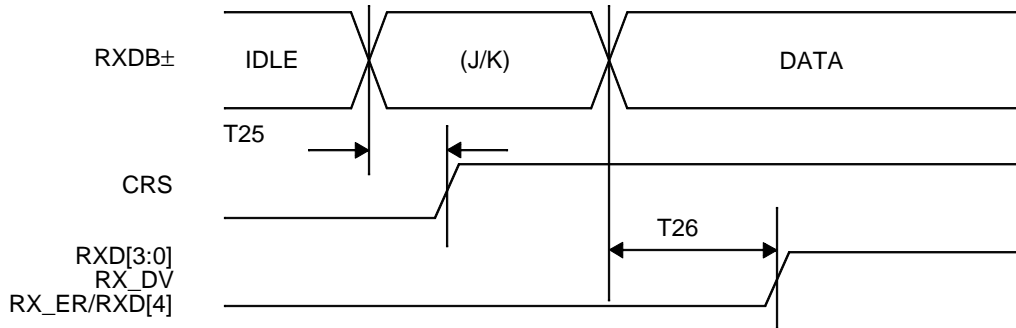 RXDB±
IDLE
(J/K)
DATA
T25
CRS
T26
RXD[3:0]
RX_DV
RX_ER/RXD[4]